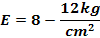 E = 8 − 12kg/cm²